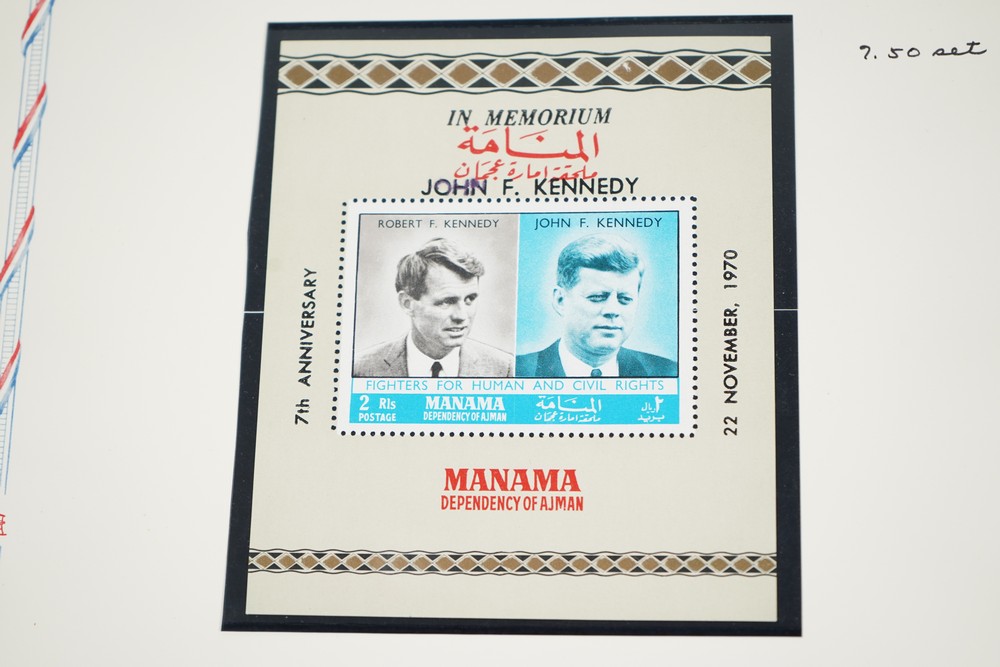 7.50 set
IN MEMORIUM
المنامة
ملحقة امارة عجمان
JOHN F. KENNEDY
7th ANNIVERSARY
ROBERT F. KENNEDY
JOHN F. KENNEDY
FIGHTERS FOR HUMAN AND CIVIL RIGHTS
2 Rls
POSTAGE
MANAMA
DEPENDENCY OF AJMAN
المنامة
ملحقة امارة عجمان
٢ ريال
بريد
22 NOVEMBER, 1970
MANAMA
DEPENDENCY OF AJMAN